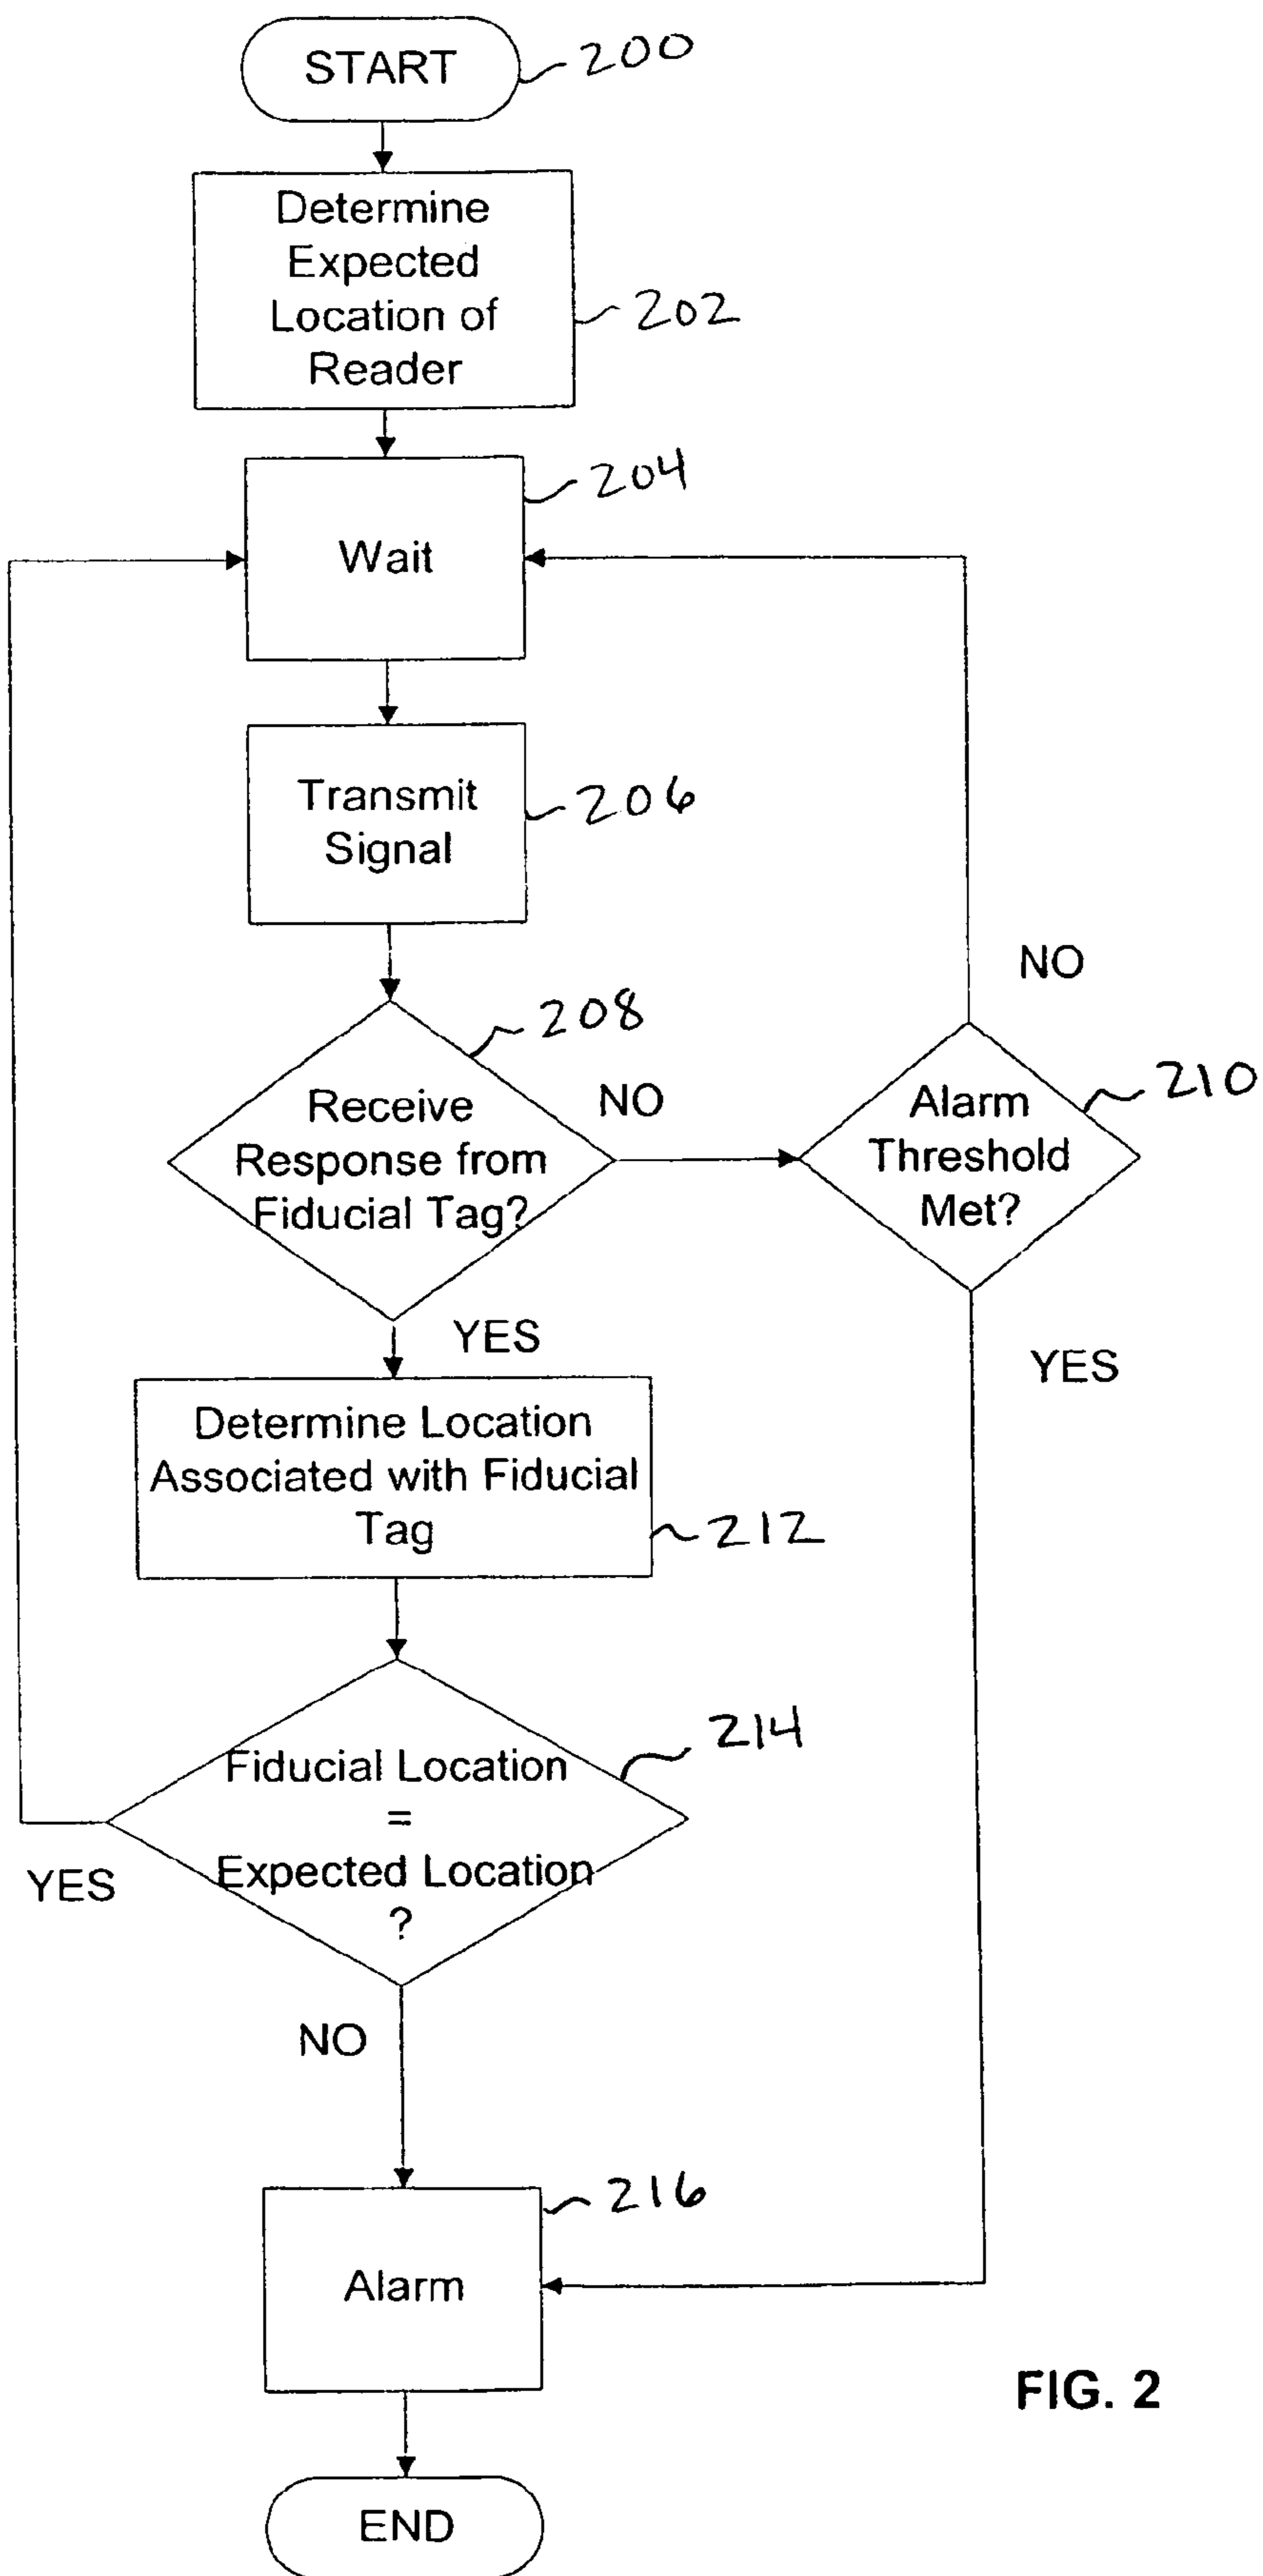 START
200
Determine
Expected
Location of
Reader
202
204
Wait
Transmit
Signal
206
NO
208
Receive
Response from
Fiducial Tag?
NO
Alarm
Threshold
Met?
210
YES
YES
Determine Location
Associated with Fiducial
Tag
212
214
Fiducial Location
=
Expected Location
?
YES
NO
216
Alarm
FIG. 2
END